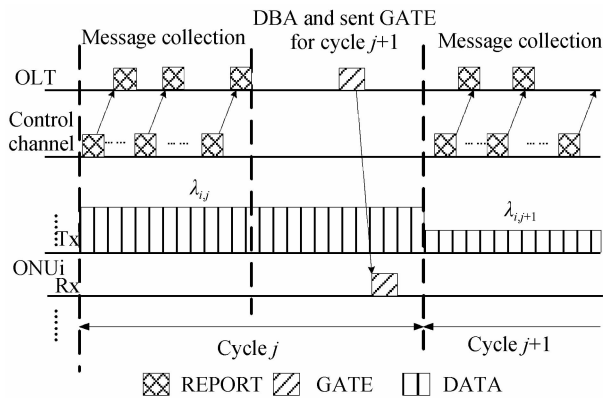 DBA and sent GATE
Message collection for cycle j+1 Message collection
OLT
Control
channel
λi,j
λi,j+1
Tx
ONUi
Rx
Cycle j
Cycle j+1
REPORT GATE DATA